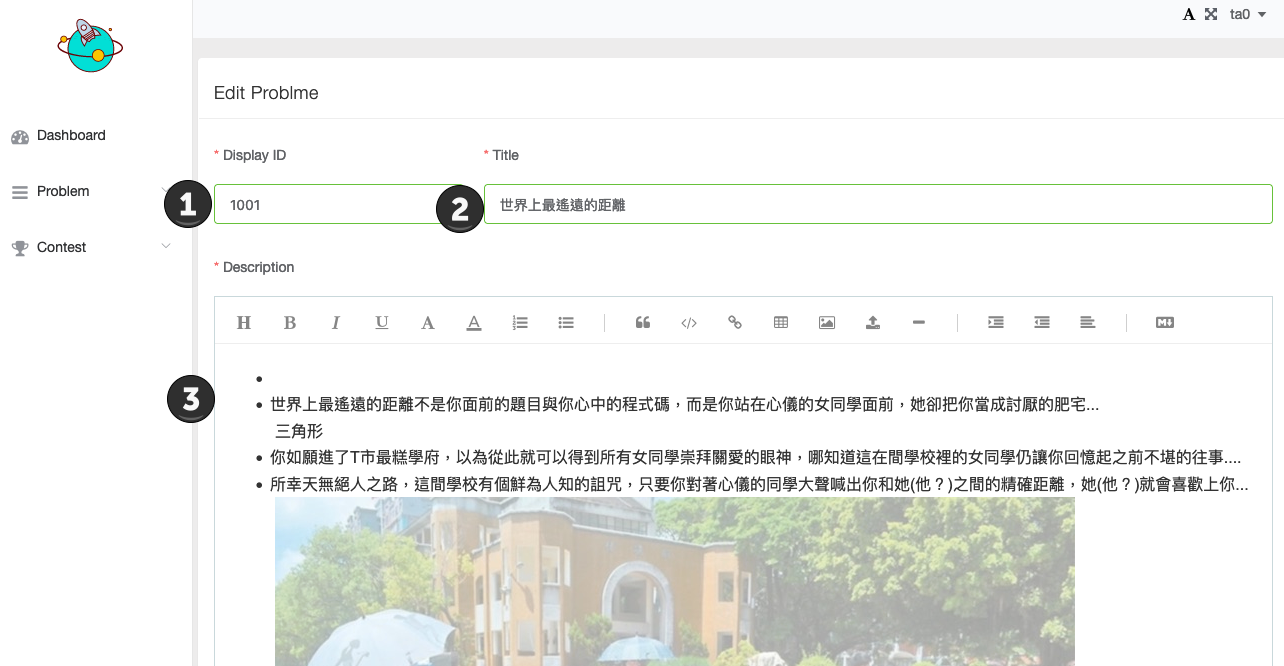 A ta0
Edit Problme
Dashboard
Problem
Contest
* Display ID
* Title
1 1001
2 世界上最遙遠的距離
* Description
H B I U A A
3
世界上最遙遠的距離不是你面前的題目與你心中的程式碼，而是你站在心儀的女同學面前，她卻把你當成討厭的肥宅...
三角形
你如願進了T市最糕學府，以為從此就可以得到所有女同學崇拜關愛的眼神，哪知道這在間學校裡的女同學仍讓你回憶起之前不堪的往事....
所幸天無絕人之路，這間學校有個鮮為人知的詛咒，只要你對著心儀的同學大聲喊出你和她(他？)之間的精確距離，她(他？)就會喜歡上你...